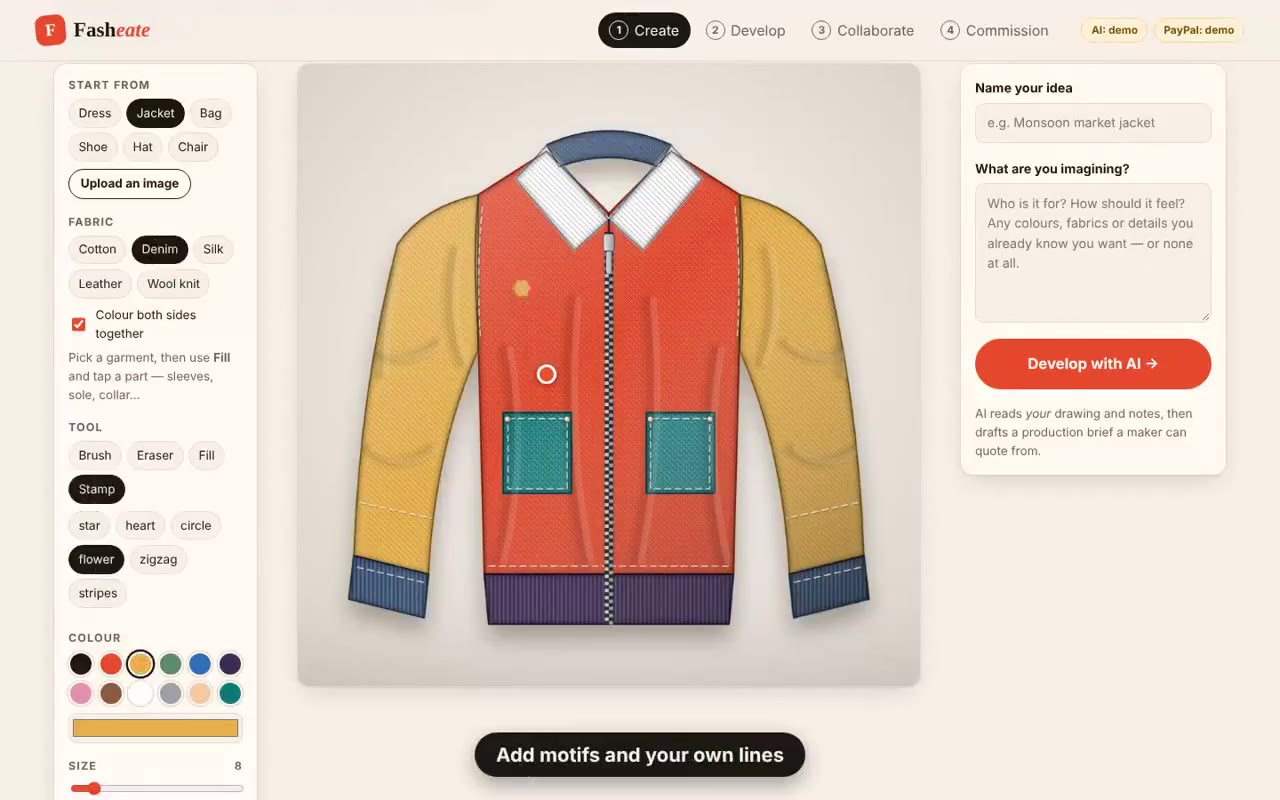 F Fasheate
1 Create
2 Develop
3 Collaborate
4 Commission
AI: demo
PayPal: demo
START FROM
Dress Jacket Bag
Shoe Hat Chair
Upload an image
FABRIC
Cotton Denim Silk
Leather Wool knit
Colour both sides
together
Pick a garment, then use Fill
and tap a part — sleeves,
sole, collar...
TOOL
Brush Eraser Fill
Stamp
star heart circle
flower zigzag
stripes
COLOUR
SIZE 8
Add motifs and your own lines
Name your idea
e.g. Monsoon market jacket
What are you imagining?
Who is it for? How should it feel?
Any colours, fabrics or details you
already know you want — or none
at all.
Develop with AI →
AI reads your drawing and notes, then
drafts a production brief a maker can
quote from.